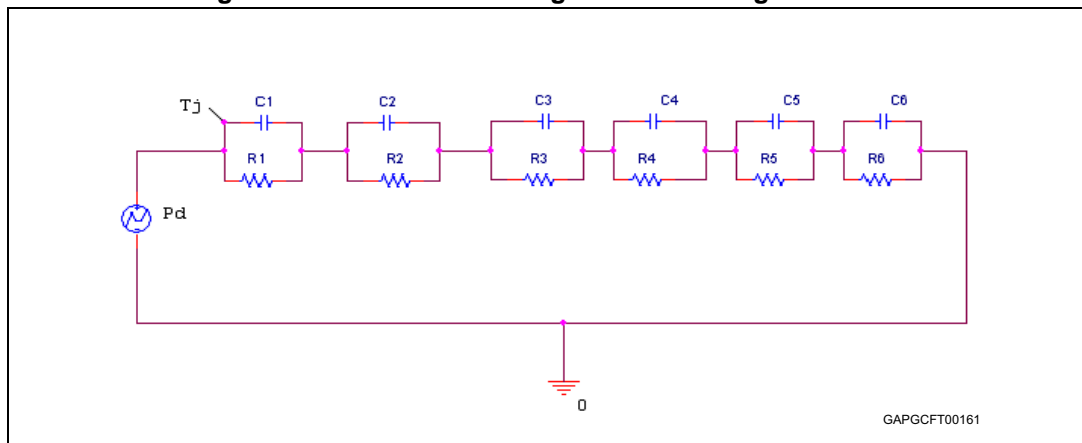 Tj
C1 C2 C3 C4 C5 C6
R1 R2 R3 R4 R5 R6
Pd
0
GAPGCFT00161